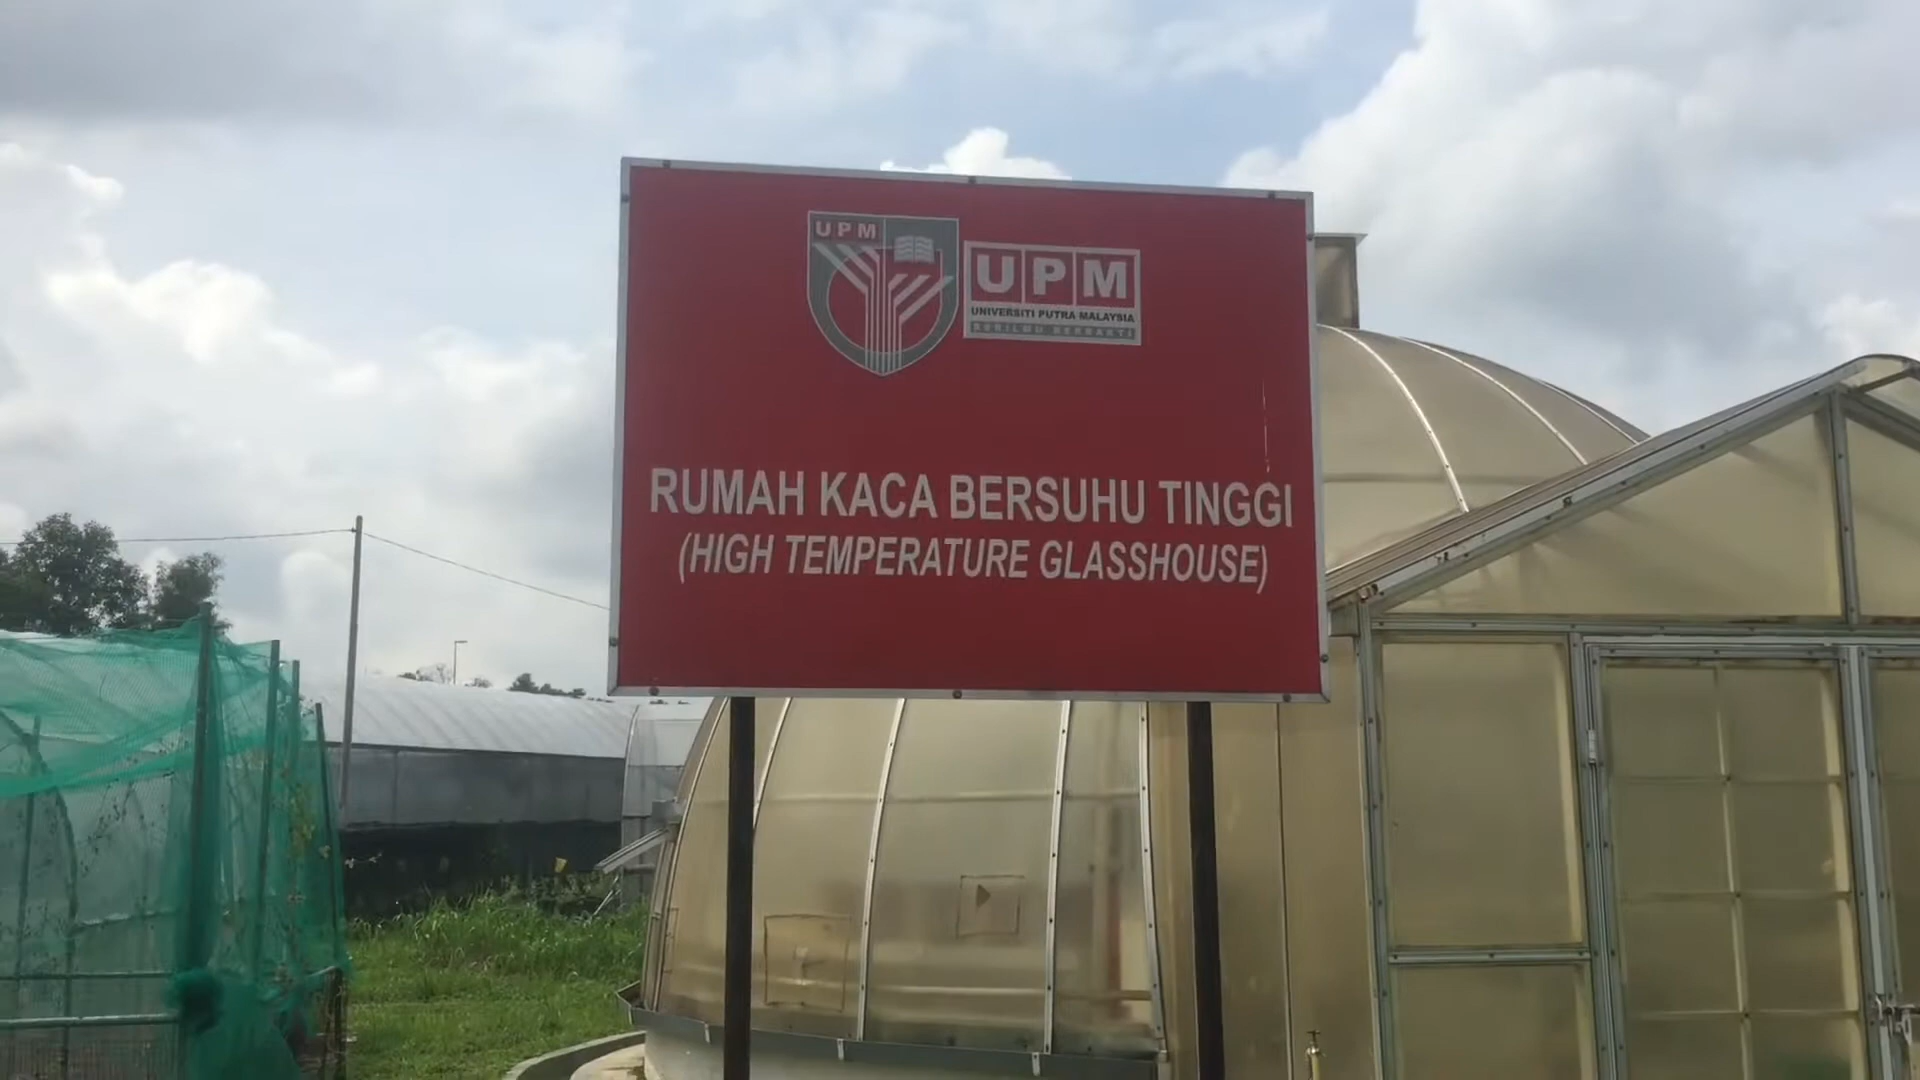 UPM
UPM
UNIVERSITI PUTRA MALAYSIA
BERILMU BERBAKTI
RUMAH KACA BERSUHU TINGGI
(HIGH TEMPERATURE GLASSHOUSE)